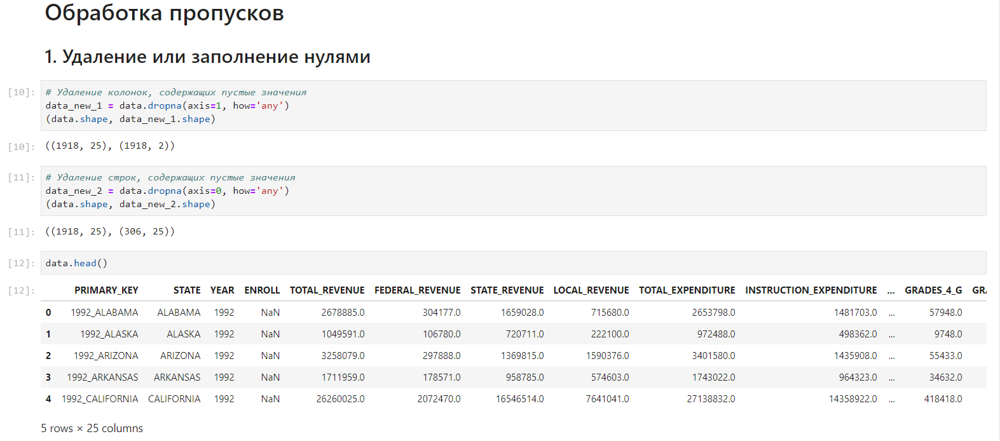 Обработка пропусков
1. Удаление или заполнение нулями
[10]: # Удаление колонок, содержащих пустые значения
data_new_1 = data.dropna(axis=1, how='any')
(data.shape, data_new_1.shape)
[10]: ((1918, 25), (1918, 2))
[11]: # Удаление строк, содержащих пустые значения
data_new_2 = data.dropna(axis=0, how='any')
(data.shape, data_new_2.shape)
[11]: ((1918, 25), (306, 25))
[12]: data.head()
[12]: PRIMARY_KEY STATE YEAR ENROLL TOTAL_REVENUE FEDERAL_REVENUE STATE_REVENUE LOCAL_REVENUE TOTAL_EXPENDITURE INSTRUCTION_EXPENDITURE ... GRADES_4_G GRA
0 1992_ALABAMA ALABAMA 1992 NaN 2678885.0 304177.0 1659028.0 715680.0 2653798.0 1481703.0 ... 57948.0
1 1992_ALASKA ALASKA 1992 NaN 1049591.0 106780.0 720711.0 222100.0 972488.0 498362.0 ... 9748.0
2 1992_ARIZONA ARIZONA 1992 NaN 3258079.0 297888.0 1369815.0 1590376.0 3401580.0 1435908.0 ... 55433.0
3 1992_ARKANSAS ARKANSAS 1992 NaN 1711959.0 178571.0 958785.0 574603.0 1743022.0 964323.0 ... 34632.0
4 1992_CALIFORNIA CALIFORNIA 1992 NaN 26260025.0 2072470.0 16546514.0 7641041.0 27138832.0 14358922.0 ... 418418.0
5 rows × 25 columns